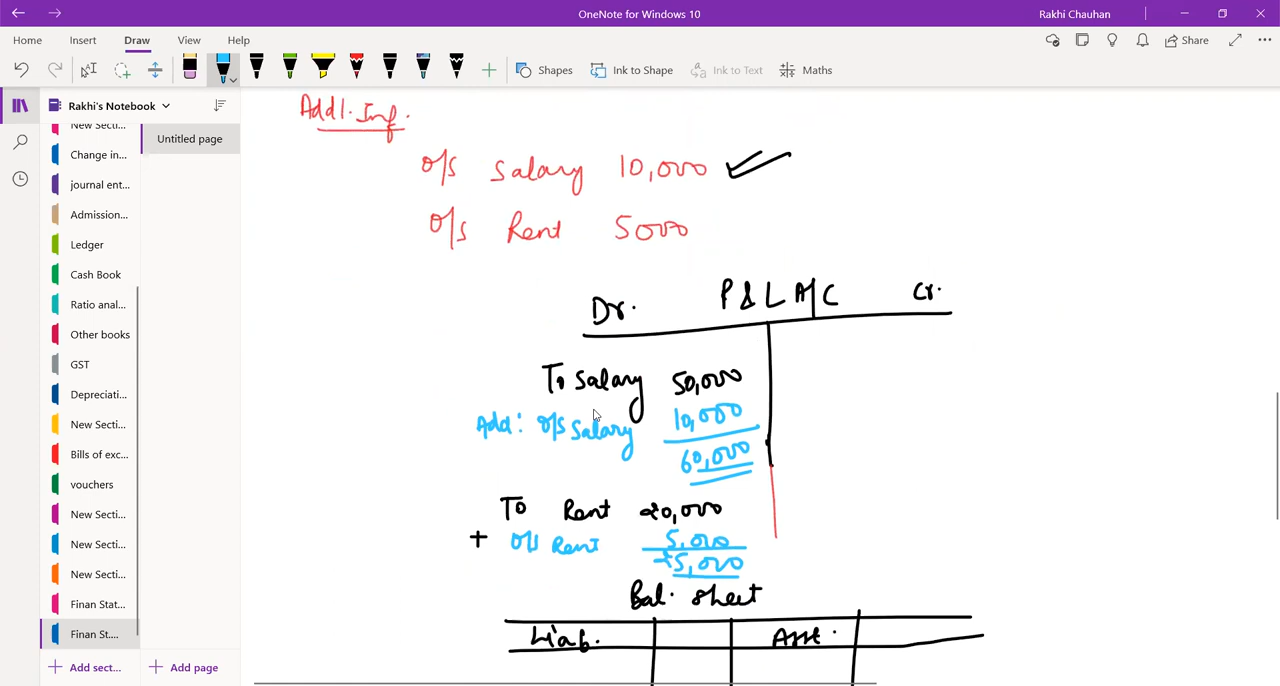 OneNote for Windows 10
Rakhi Chauhan
Home Insert Draw View Help
Share
Shapes Ink to Shape Ink to Text Maths
Rakhi's Notebook
Untitled page
New Secti...
Change in...
journal ent...
Admission...
Ledger
Cash Book
Ratio anal...
Other books
GST
Depreciati...
New Secti...
Bills of exc...
vouchers
New Secti...
New Secti...
New Secti...
Finan Stat...
Finan St....
Add sect...
Add page
Addl. Inf.
O/s Salary 10,000
O/s Rent 5000
Dr. P & L A/C Cr.
To Salary 50,000
Add: O/s Salary 10,000
60,000
To Rent 20,000
+ O/s Rent 5,000
25,000
Bal. Sheet
Liab. Asst.